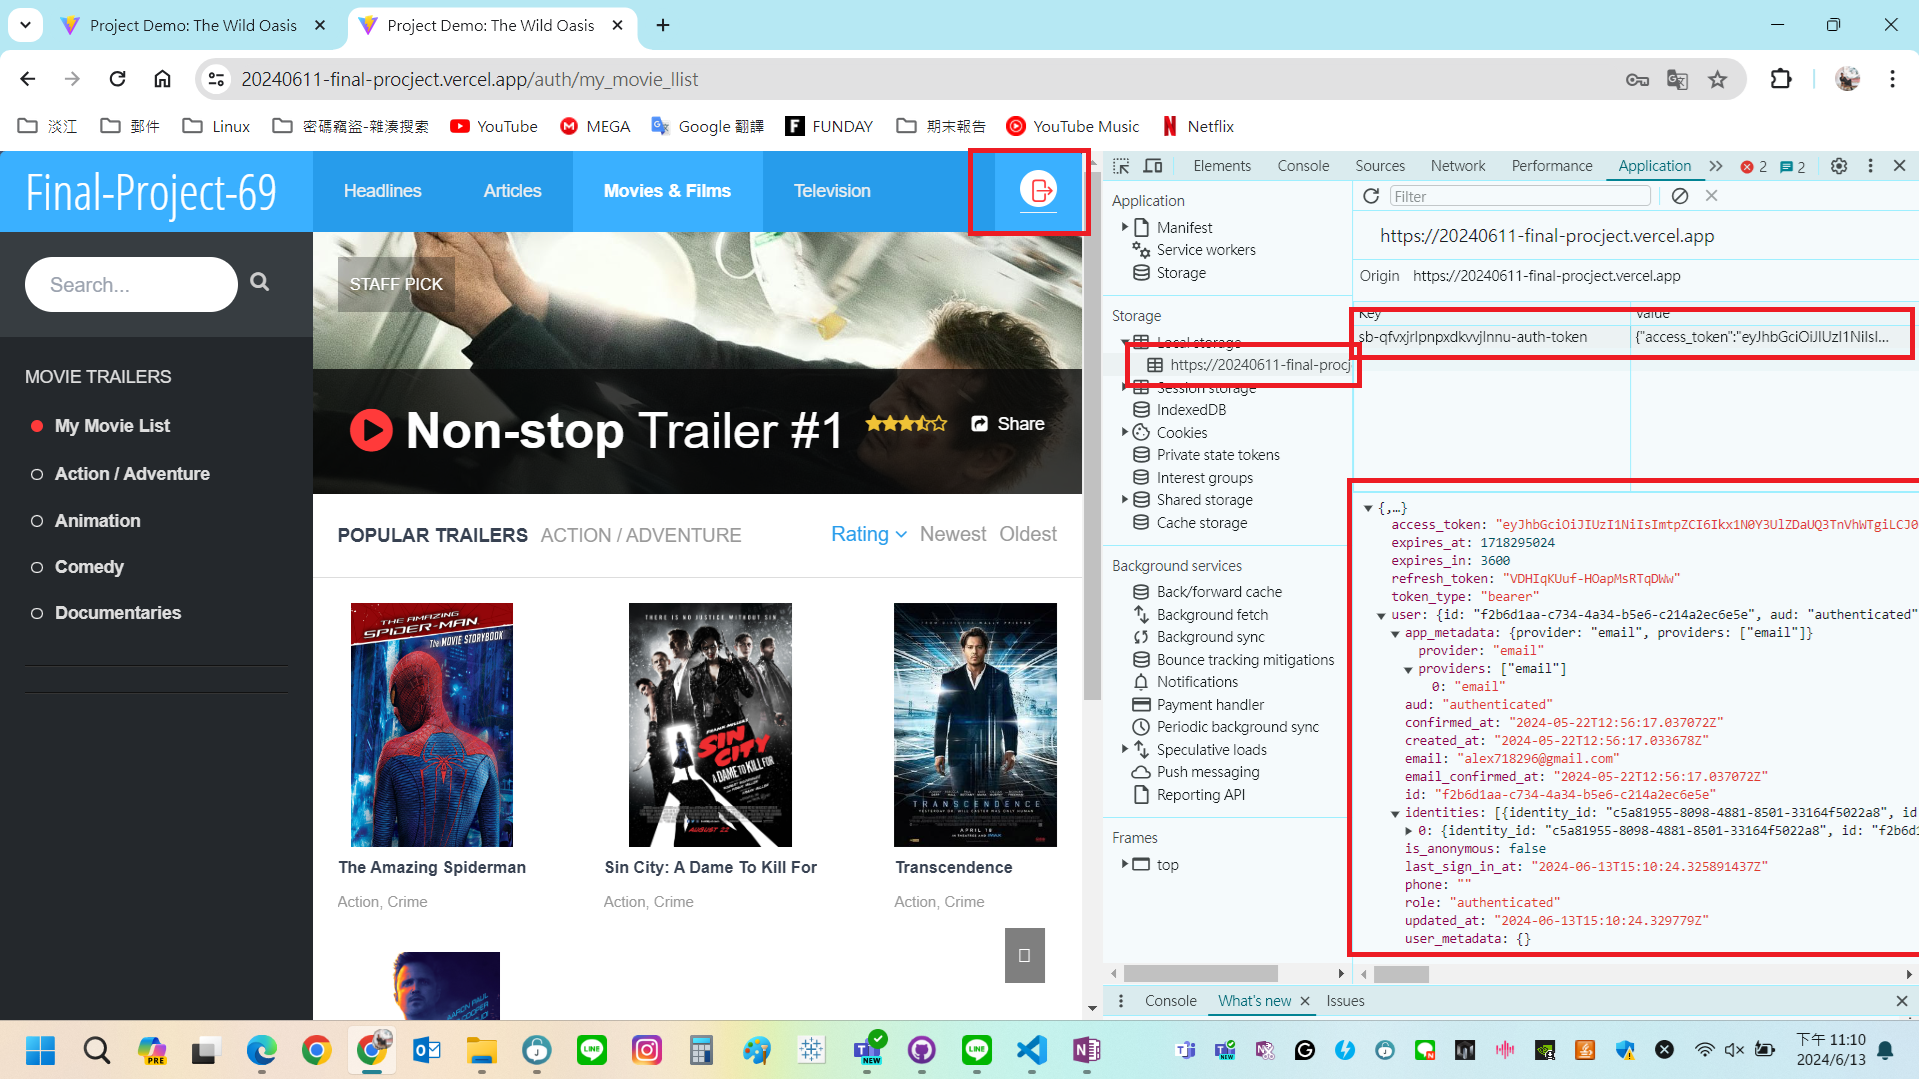 Project Demo: The Wild Oasis
Project Demo: The Wild Oasis
20240611-final-procject.vercel.app/auth/my_movie_llist
淡江 郵件 Linux 密碼竊盜-雜湊搜索 YouTube MEGA Google 翻譯 FUNDAY 期末報告 YouTube Music Netflix
Final-Project-69
Headlines Articles Movies & Films Television
Search...
MOVIE TRAILERS
My Movie List
Action / Adventure
Animation
Comedy
Documentaries
STAFF PICK
Non-stop Trailer #1
Share
POPULAR TRAILERS ACTION / ADVENTURE Rating Newest Oldest
THE AMAZING
SPIDER-MAN
The MOVIE STORYBOOK
THERE IS NO JUSTICE WITHOUT SIN
SIN
CITY
A DAME TO KILL FOR
AUGUST 22
TRANSCENDENCE
APRIL 18
The Amazing Spiderman
Action, Crime
Sin City: A Dame To Kill For
Action, Crime
Transcendence
Action, Crime
AARON PAUL
Elements Console Sources Network Performance Application 2 2
Application
Manifest
Service workers
Storage
Storage
Local storage
https://20240611-final-procj
Session storage
IndexedDB
Cookies
Private state tokens
Interest groups
Shared storage
Cache storage
Background services
Back/forward cache
Background fetch
Background sync
Bounce tracking mitigations
Notifications
Payment handler
Periodic background sync
Speculative loads
Push messaging
Reporting API
Frames
top
Filter
https://20240611-final-procject.vercel.app
Origin https://20240611-final-procject.vercel.app
Key Value
sb-qfvxjrlpnpxdkvvjlnnu-auth-token {"access_token":"eyJhbGciOiJIUzI1NiIsI...
{,…}
access_token: "eyJhbGciOiJIUzI1NiIsImtpZCI6Ikx1N0Y3UlZDaUQ3TnVhWTgiLCJ0
expires_at: 1718295024
expires_in: 3600
refresh_token: "VDHIqKUuf-HOapMsRTqDWw"
token_type: "bearer"
user: {id: "f2b6d1aa-c734-4a34-b5e6-c214a2ec6e5e", aud: "authenticated"
app_metadata: {provider: "email", providers: ["email"]}
provider: "email"
providers: ["email"]
0: "email"
aud: "authenticated"
confirmed_at: "2024-05-22T12:56:17.037072Z"
created_at: "2024-05-22T12:56:17.033678Z"
email: "alex718296@gmail.com"
email_confirmed_at: "2024-05-22T12:56:17.037072Z"
id: "f2b6d1aa-c734-4a34-b5e6-c214a2ec6e5e"
identities: [{identity_id: "c5a81955-8098-4881-8501-33164f5022a8", id
0: {identity_id: "c5a81955-8098-4881-8501-33164f5022a8", id: "f2b6
is_anonymous: false
last_sign_in_at: "2024-06-13T15:10:24.325891437Z"
phone: ""
role: "authenticated"
updated_at: "2024-06-13T15:10:24.329779Z"
user_metadata: {}
Console What's new Issues
PRE
NEW
下午 11:10
2024/6/13